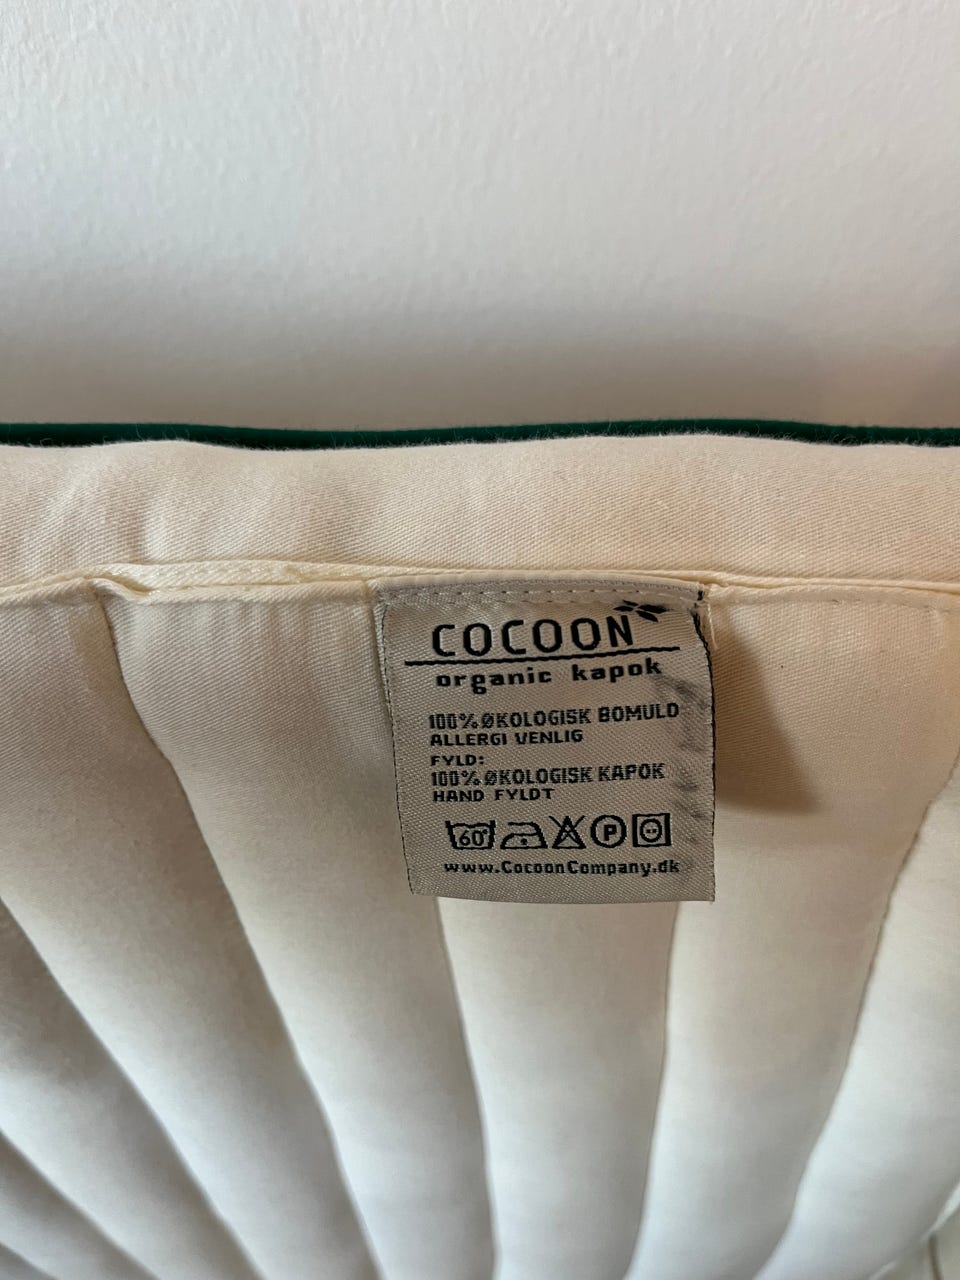 COCOON
organic kapok
100% ØKOLOGISK BOMULD
ALLERGI VENLIG
FYLD:
100% ØKOLOGISK KAPOK
HAND FYLDT
60° P
www.CocoonCompany.dk